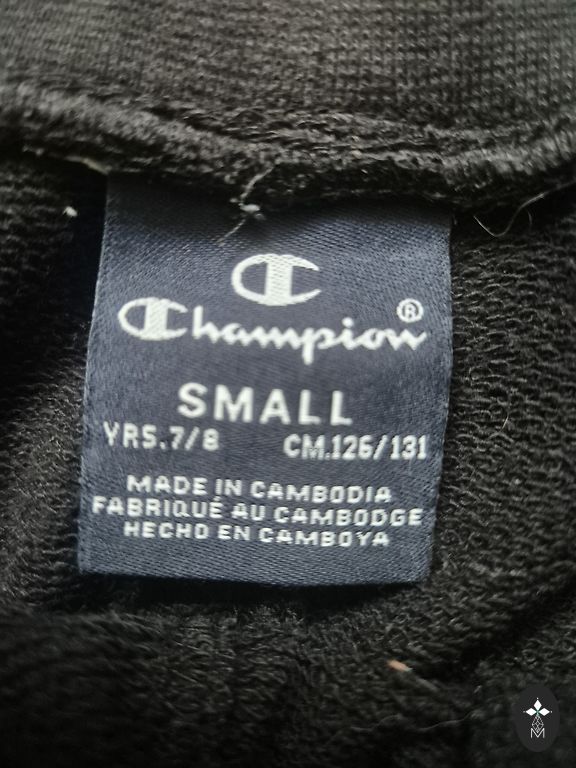 C
Champion®
SMALL
YRS.7/8 CM.126/131
MADE IN CAMBODIA
FABRIQUÉ AU CAMBODGE
HECHO EN CAMBOYA
M